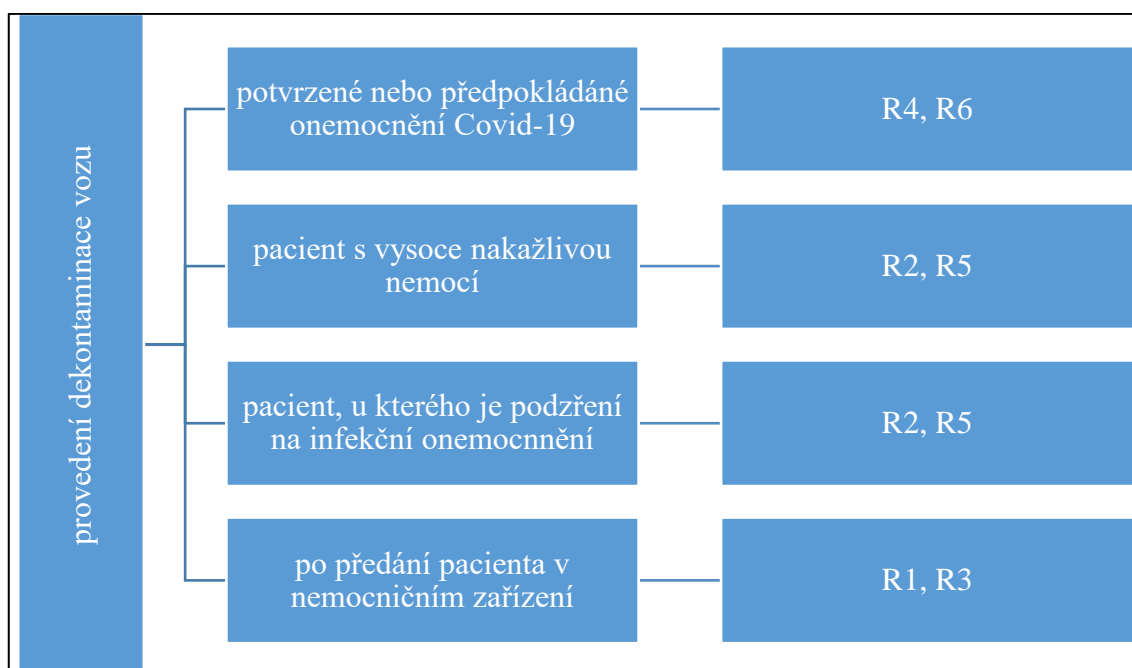 provedení dekontaminace vozu
potvrzené nebo předpokládáné
onemocnění Covid-19
R4, R6
pacient s vysoce nakažlivou
nemocí
R2, R5
pacient, u kterého je podzření
na infekční onemocnnění
R2, R5
po předání pacienta v
nemocničním zařízení
R1, R3